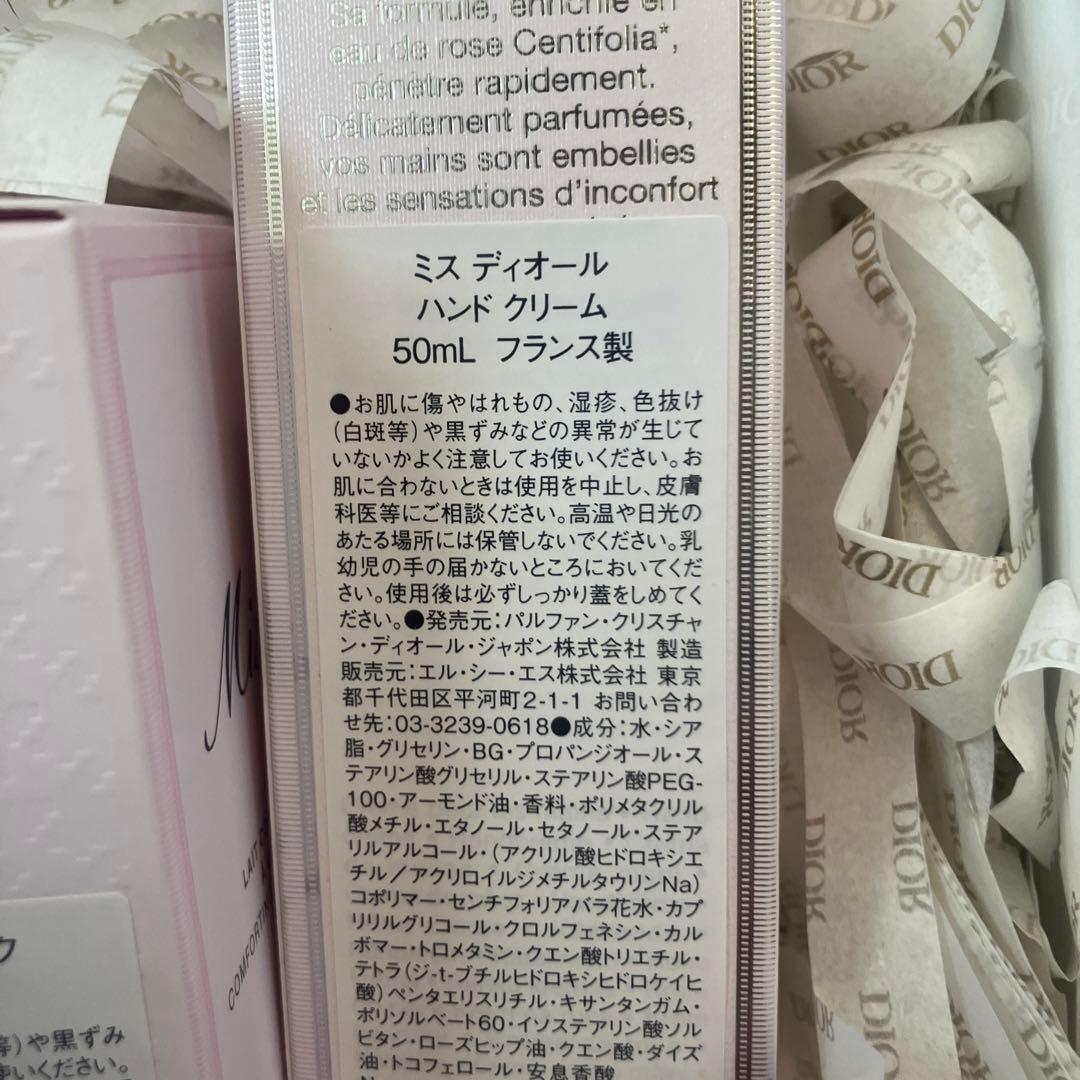 Sa formule, enrichie en
eau de rose Centifolia*,
pénètre rapidement.
Délicatement parfumées,
vos mains sont embellies
et les sensations d'inconfort
ミス ディオール
ハンド クリーム
50mL フランス製
●お肌に傷やはれもの、湿疹、色抜け
(白斑等)や黒ずみなどの異常が生じて
いないかよく注意してお使いください。お
肌に合わないときは使用を中止し、皮膚
科医等にご相談ください。高温や日光の
あたる場所には保管しないでください。乳
幼児の手の届かないところにおいてくだ
さい。使用後は必ずしっかり蓋をしめてく
ださい。●発売元:パルファン・クリスチャ
ン・ディオール・ジャポン株式会社 製造
販売元:エル・シー・エス株式会社 東京
都千代田区平河町2-1-1 お問い合わ
せ先:03-3239-0618●成分:水・シア
脂・グリセリン・BG・プロパンジオール・ス
テアリン酸グリセリル・ステアリン酸PEG-
100・アーモンド油・香料・ポリメタクリル
酸メチル・エタノール・セタノール・ステア
リルアルコール・(アクリル酸ヒドロキシエ
チル/アクリロイルジメチルタウリンNa)
コポリマー・センチフォリアバラ花水・カプ
リリルグリコール・クロルフェネシン・カル
ボマー・トロメタミン・クエン酸トリエチル・
テトラ(ジ-t-ブチルヒドロキシヒドロケイヒ
酸)ペンタエリスリチル・キサンタンガム・
ポリソルベート60・イソステアリン酸ソル
ビタン・ローズヒップ油・クエン酸・ダイズ
油・トコフェロール・安息香酸
LAIT
COMFORTIN
ク
等)や黒ずみ
いください。
DIOR
DIOR
DIOR
DIOR
DIOR
DIOR
DIOR
DIOR
DIOR
DIOR